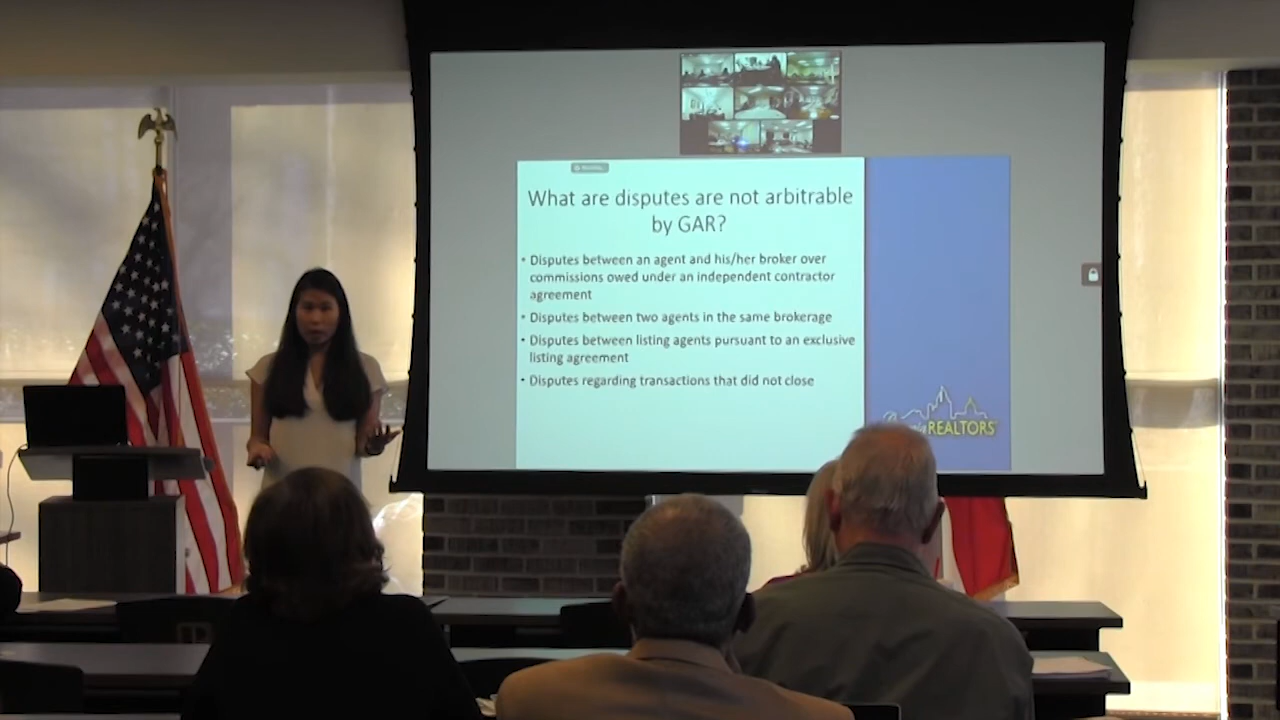 What are disputes are not arbitrable
by GAR?
• Disputes between an agent and his/her broker over
commissions owed under an independent contractor
agreement
• Disputes between two agents in the same brokerage
• Disputes between listing agents pursuant to an exclusive
listing agreement
• Disputes regarding transactions that did not close
REALTORS®